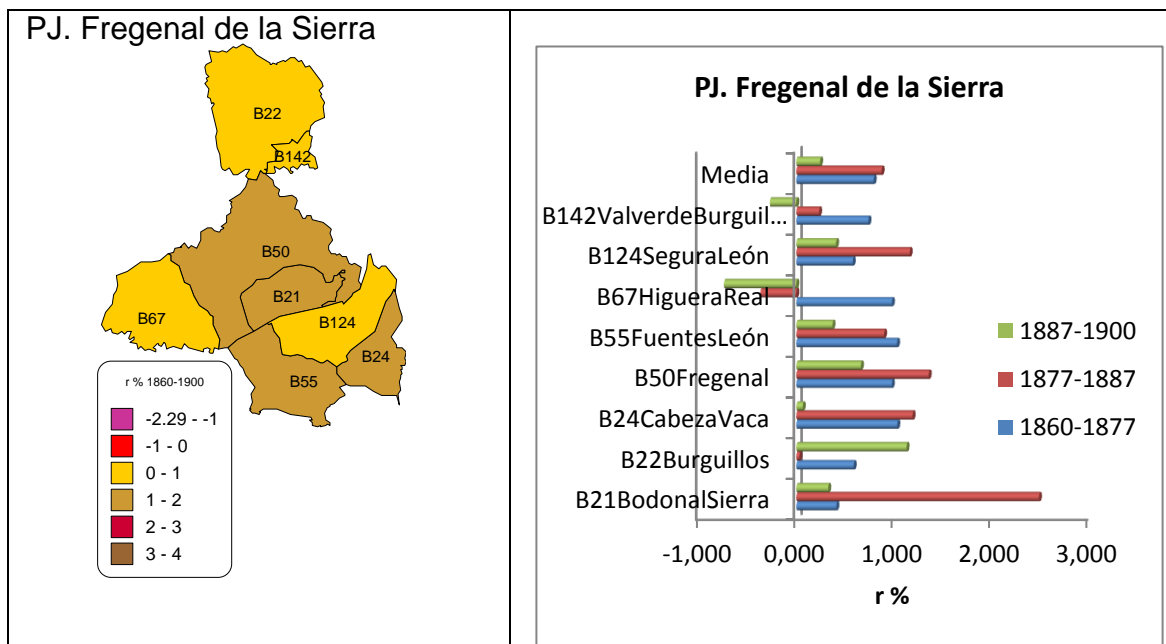 PJ. Fregenal de la Sierra
B22
B142
B50
B21
B67
B124
B24
B55
r % 1860-1900
-2.29 - -1
-1 - 0
0 - 1
1 - 2
2 - 3
3 - 4
PJ. Fregenal de la Sierra
Media
B142ValverdeBurguil...
B124SeguraLeón
B67HigueraReal
B55FuentesLeón
B50Fregenal
B24CabezaVaca
B22Burguillos
B21BodonalSierra
1887-1900
1877-1887
1860-1877
-1,000 0,000 1,000 2,000 3,000
r %